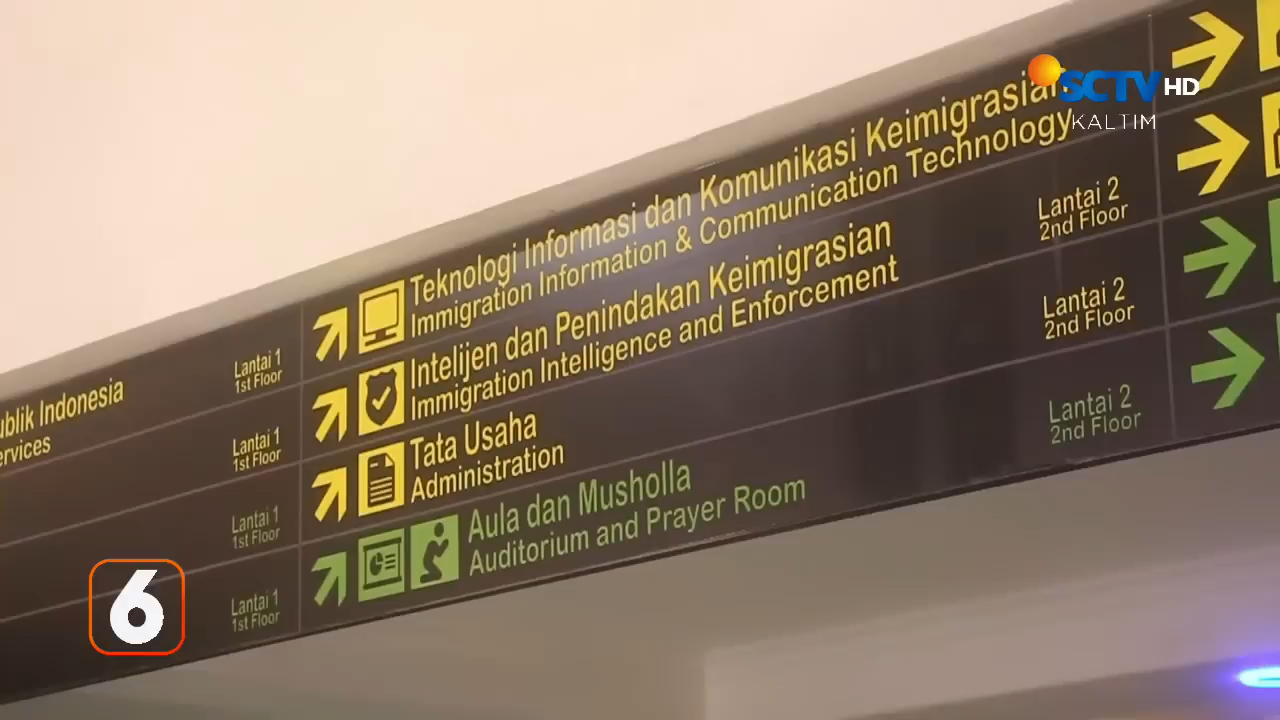 SCTV HD
KALTIM
Teknologi Informasi dan Komunikasi Keimigrasian
Immigration Information & Communication Technology
Lantai 2
2nd Floor
Intelijen dan Penindakan Keimigrasian
Immigration Intelligence and Enforcement
Lantai 2
2nd Floor
Tata Usaha
Administration
Lantai 2
2nd Floor
Aula dan Musholla
Auditorium and Prayer Room
Lantai 1
1st Floor
Indonesia
Lantai 1
1st Floor
Lantai 1
1st Floor
Lantai 1
1st Floor
6